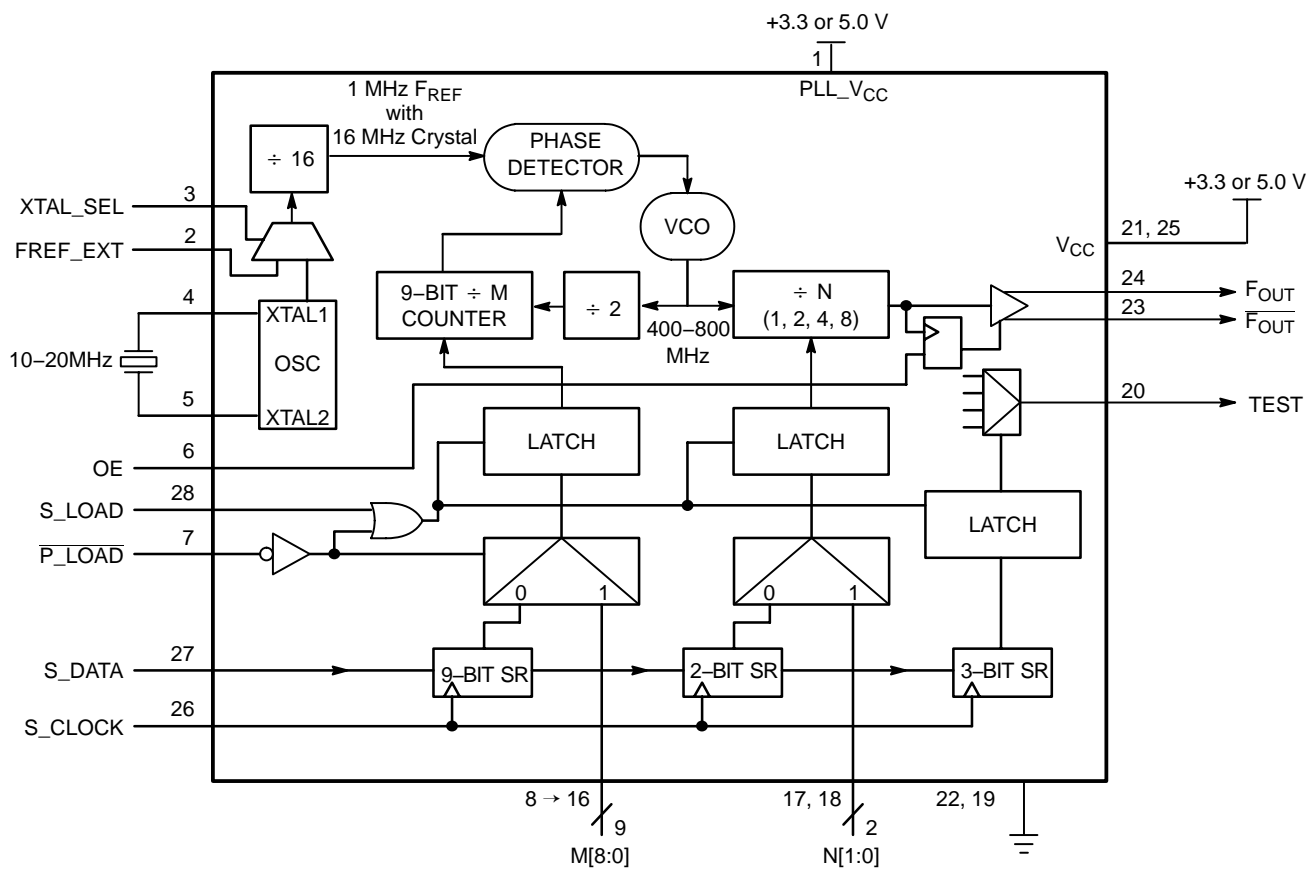 +3.3 or 5.0 V
1
PLL_VCC
1 MHz FREF
with
16 MHz Crystal
÷ 16
PHASE
DETECTOR
+3.3 or 5.0 V
XTAL_SEL
3
VCO
21, 25
VCC
FREF_EXT
2
9–BIT ÷ M
COUNTER
÷ 2
÷ N
(1, 2, 4, 8)
24
FOUT
4
XTAL1
400–800
MHz
23
FOUT
10–20MHz
OSC
5
XTAL2
20
TEST
LATCH
LATCH
OE
6
S_LOAD
28
LATCH
P_LOAD
7
0
1
0
1
S_DATA
27
9–BIT SR
2–BIT SR
3–BIT SR
S_CLOCK
26
8 → 16
9
M[8:0]
17, 18
2
N[1:0]
22, 19